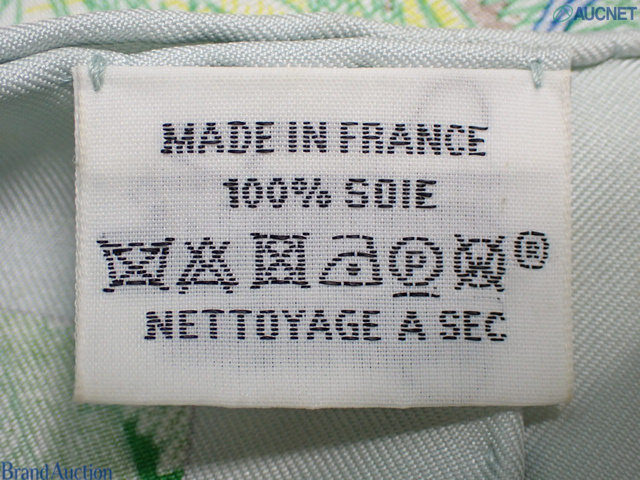 AUCNET
MADE IN FRANCE
100% SOIE
P W ®
NETTOYAGE A SEC
Brand Auction